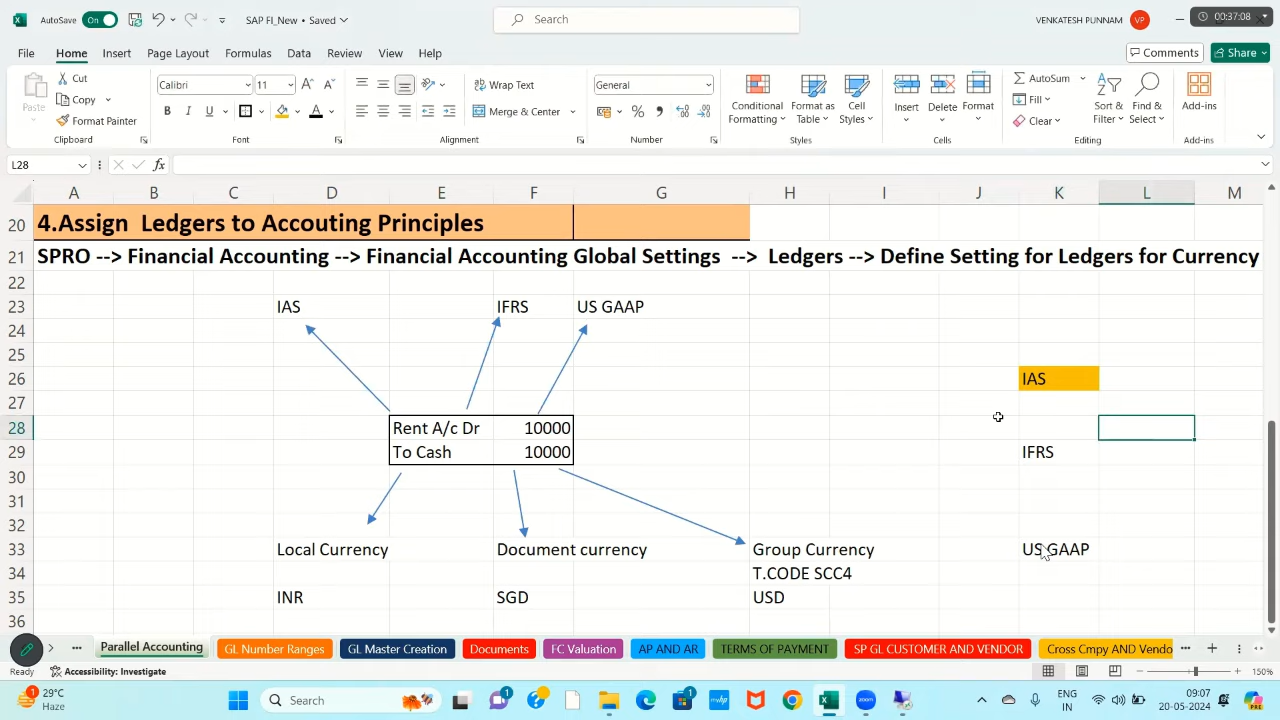 AutoSave On SAP FI_New • Saved Search VENKATESH PUNNAM VP 00:37:08
File Home Insert Page Layout Formulas Data Review View Help Comments Share
Cut
Copy
Format Painter
Paste
Clipboard
Calibri 11
B I U
Font
Wrap Text
Merge & Center
Alignment
General
Number
Conditional Formatting
Format as Table
Cell Styles
Styles
Insert
Delete
Format
Cells
AutoSum
Fill
Clear
Sort & Filter
Find & Select
Editing
Add-ins
Add-ins
L28 fx
A B C D E F G H I J K L M
20 4.Assign Ledgers to Accouting Principles
21 SPRO --> Financial Accounting --> Financial Accounting Global Settings --> Ledgers --> Define Setting for Ledgers for Currency
22
23 IAS IFRS US GAAP
24
25
26 IAS
27
28 Rent A/c Dr 10000
29 To Cash 10000 IFRS
30
31
32
33 Local Currency Document currency Group Currency US GAAP
34 T.CODE SCC4
35 INR SGD USD
36
Parallel Accounting GL Number Ranges GL Master Creation Documents FC Valuation AP AND AR TERMS OF PAYMENT SP GL CUSTOMER AND VENDOR Cross Cmpy AND Vendo
Ready Accessibility: Investigate 150%
1 29°C
Haze
Search
1
1
zoom
ENG
IN
09:07
20-05-2024
PRE